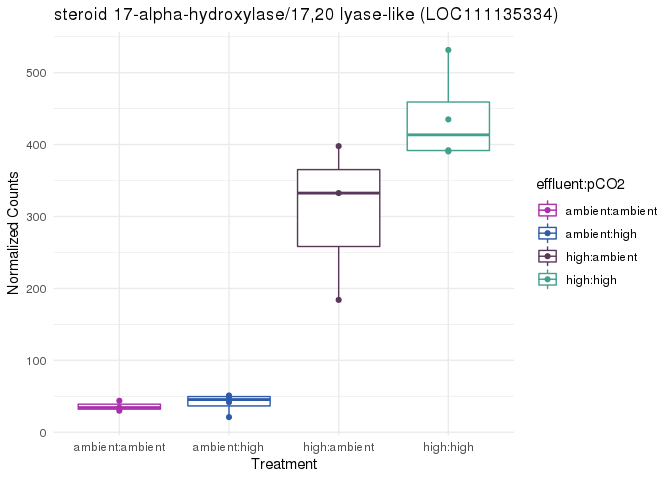 steroid 17-alpha-hydroxylase/17,20 lyase-like (LOC111135334)
Normalized Counts
500
400
300
200
100
0
ambient:ambient
ambient:high
high:ambient
high:high
Treatment
effluent:pCO2
ambient:ambient
ambient:high
high:ambient
high:high